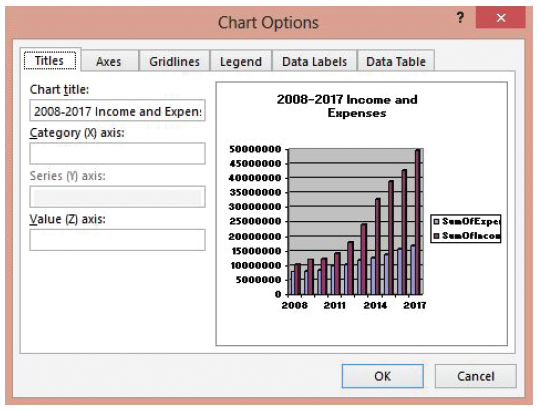 Chart Options
?
×
Titles
Axes
Gridlines
Legend
Data Labels
Data Table
Chart title:
2008-2017 Income and Expen:
Category (X) axis:
Series (Y) axis:
Value (Z) axis:
2008-2017 Income and
Expenses
50000000
45000000
40000000
35000000
30000000
25000000
20000000
15000000
10000000
5000000
0
2008 2011 2014 2017
SumOfExpe
SumOfIncon
OK
Cancel